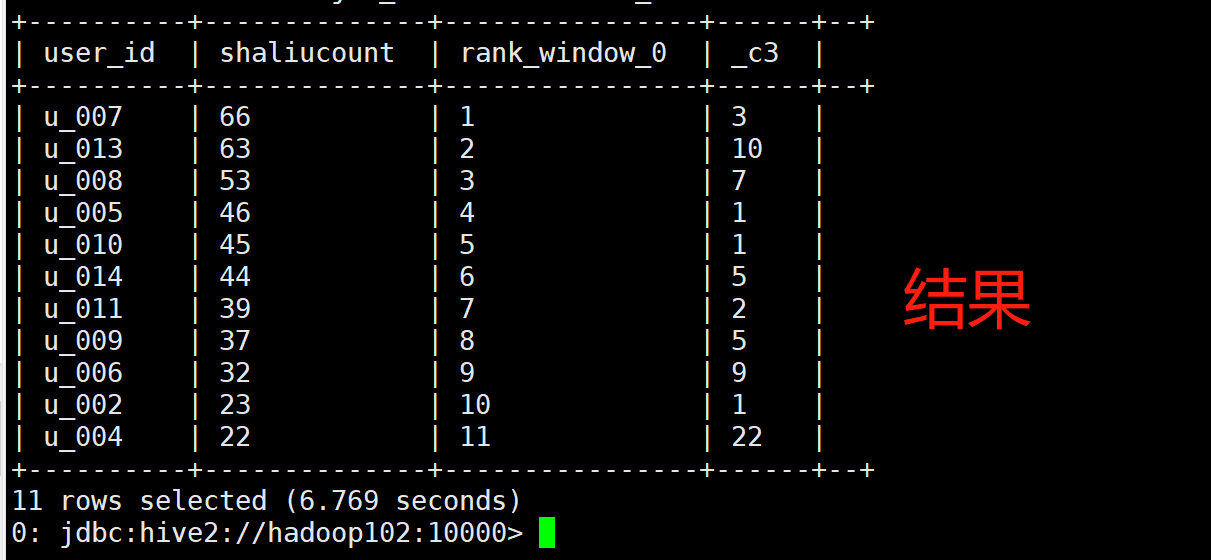 +----------+--------------+----------------+------+--+
| user_id  | shaliucount  | rank_window_0  | _c3  |
+----------+--------------+----------------+------+--+
| u_007    | 66           | 1              | 3    |
| u_013    | 63           | 2              | 10   |
| u_008    | 53           | 3              | 7    |
| u_005    | 46           | 4              | 1    |
| u_010    | 45           | 5              | 1    |
| u_014    | 44           | 6              | 5    |
| u_011    | 39           | 7              | 2    |
| u_009    | 37           | 8              | 5    |
| u_006    | 32           | 9              | 9    |
| u_002    | 23           | 10             | 1    |
| u_004    | 22           | 11             | 22   |
+----------+--------------+----------------+------+--+
11 rows selected (6.769 seconds)
0: jdbc:hive2://hadoop102:10000>
结果